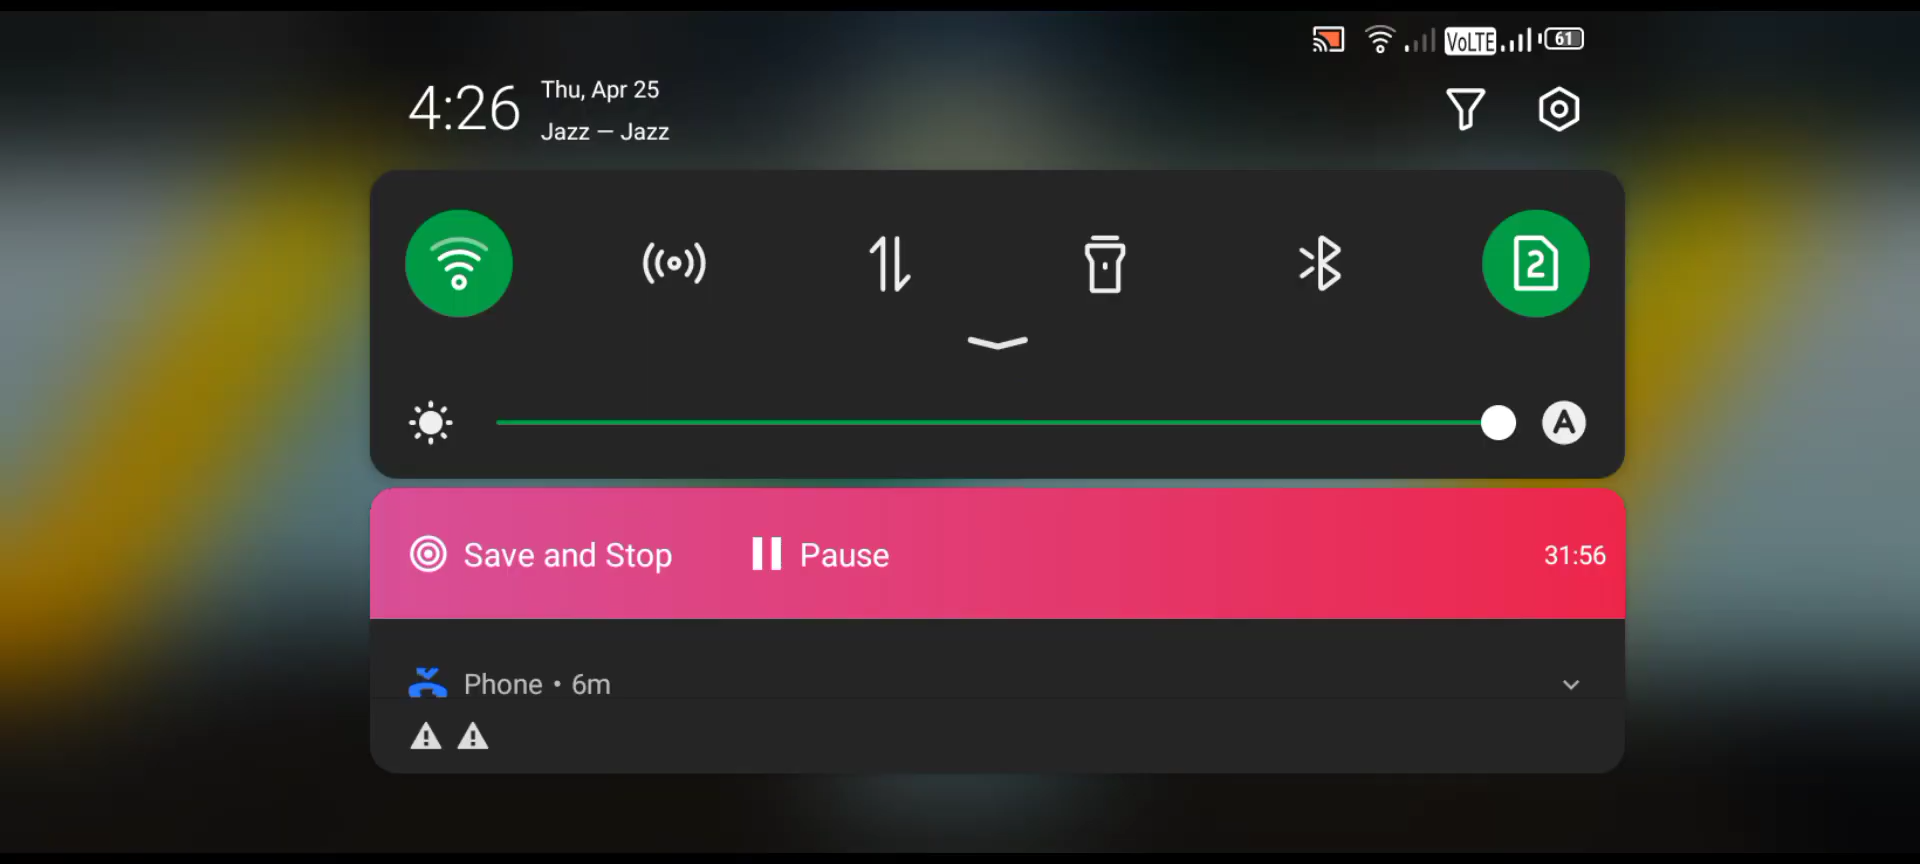 VoLTE 61
4:26
Thu, Apr 25
Jazz — Jazz
2
A
Save and Stop
Pause
31:56
Phone • 6m